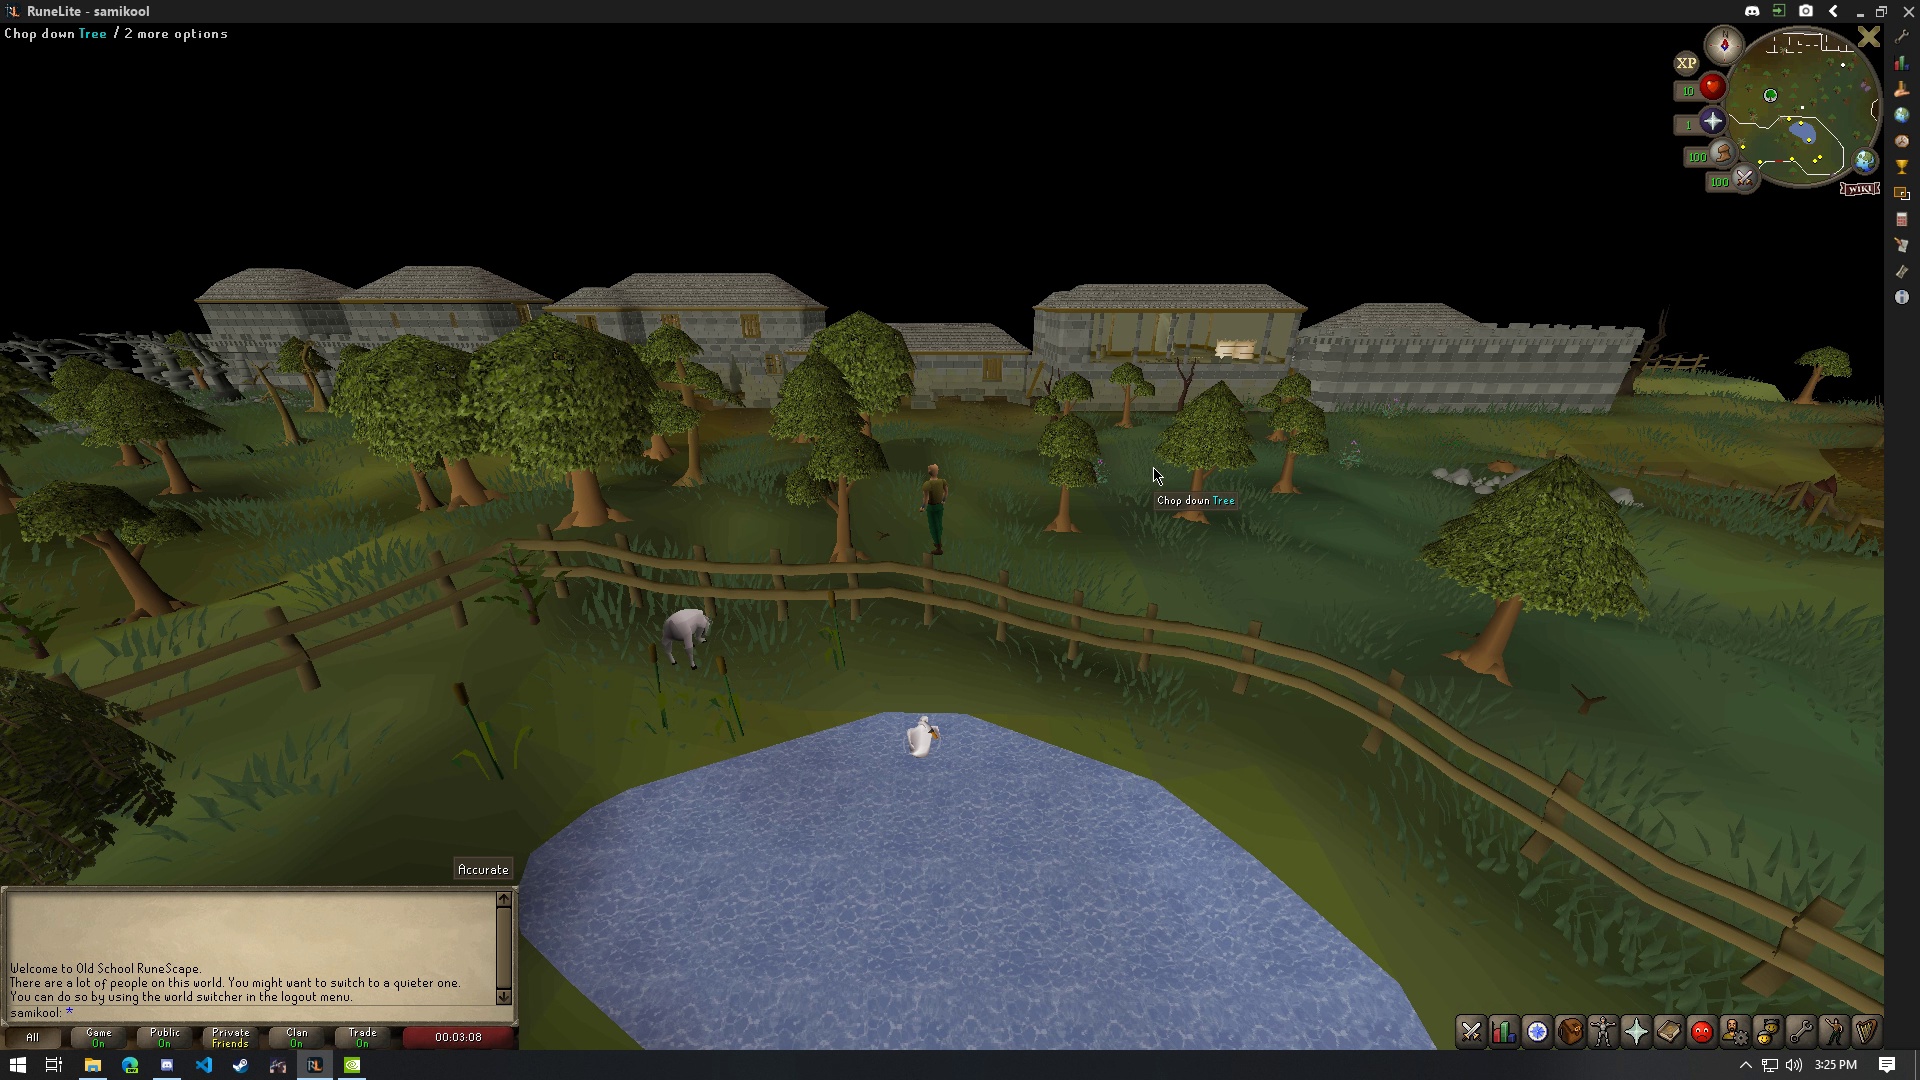 RuneLite - samikool
Chop down Tree / 2 more options
N
XP
10
1
100
100
WIKI
Chop down Tree
Accurate
Welcome to Old School RuneScape.
There are a lot of people on this world. You might want to switch to a quieter one.
You can do so by using the world switcher in the logout menu.
samikool: *
All
Game
On
Public
On
Private
Friends
Clan
On
Trade
On
00:03:08
3:25 PM